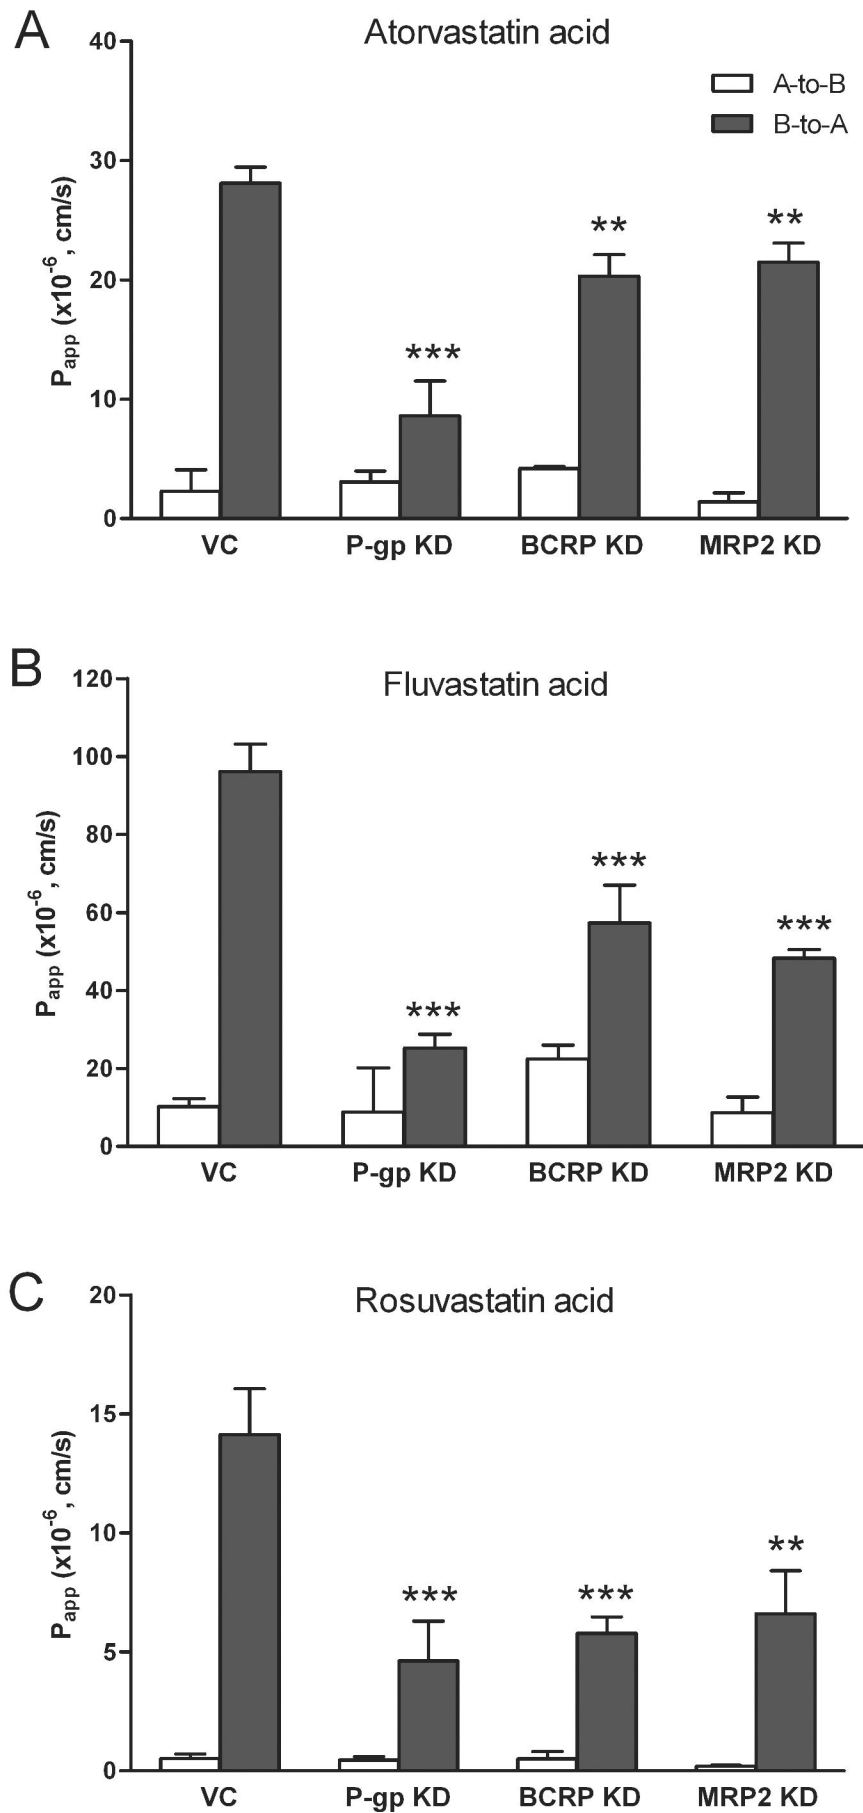 A
Atorvastatin acid
A-to-B
B-to-A
Papp (x10-6, cm/s)
40
30
20
10
0
**
**
***
VC P-gp KD BCRP KD MRP2 KD
B
Fluvastatin acid
Papp (x10-6, cm/s)
120
100
80
60
40
20
0
***
***
***
VC P-gp KD BCRP KD MRP2 KD
C
Rosuvastatin acid
Papp (x10-6, cm/s)
20
15
10
5
0
**
***
***
VC P-gp KD BCRP KD MRP2 KD